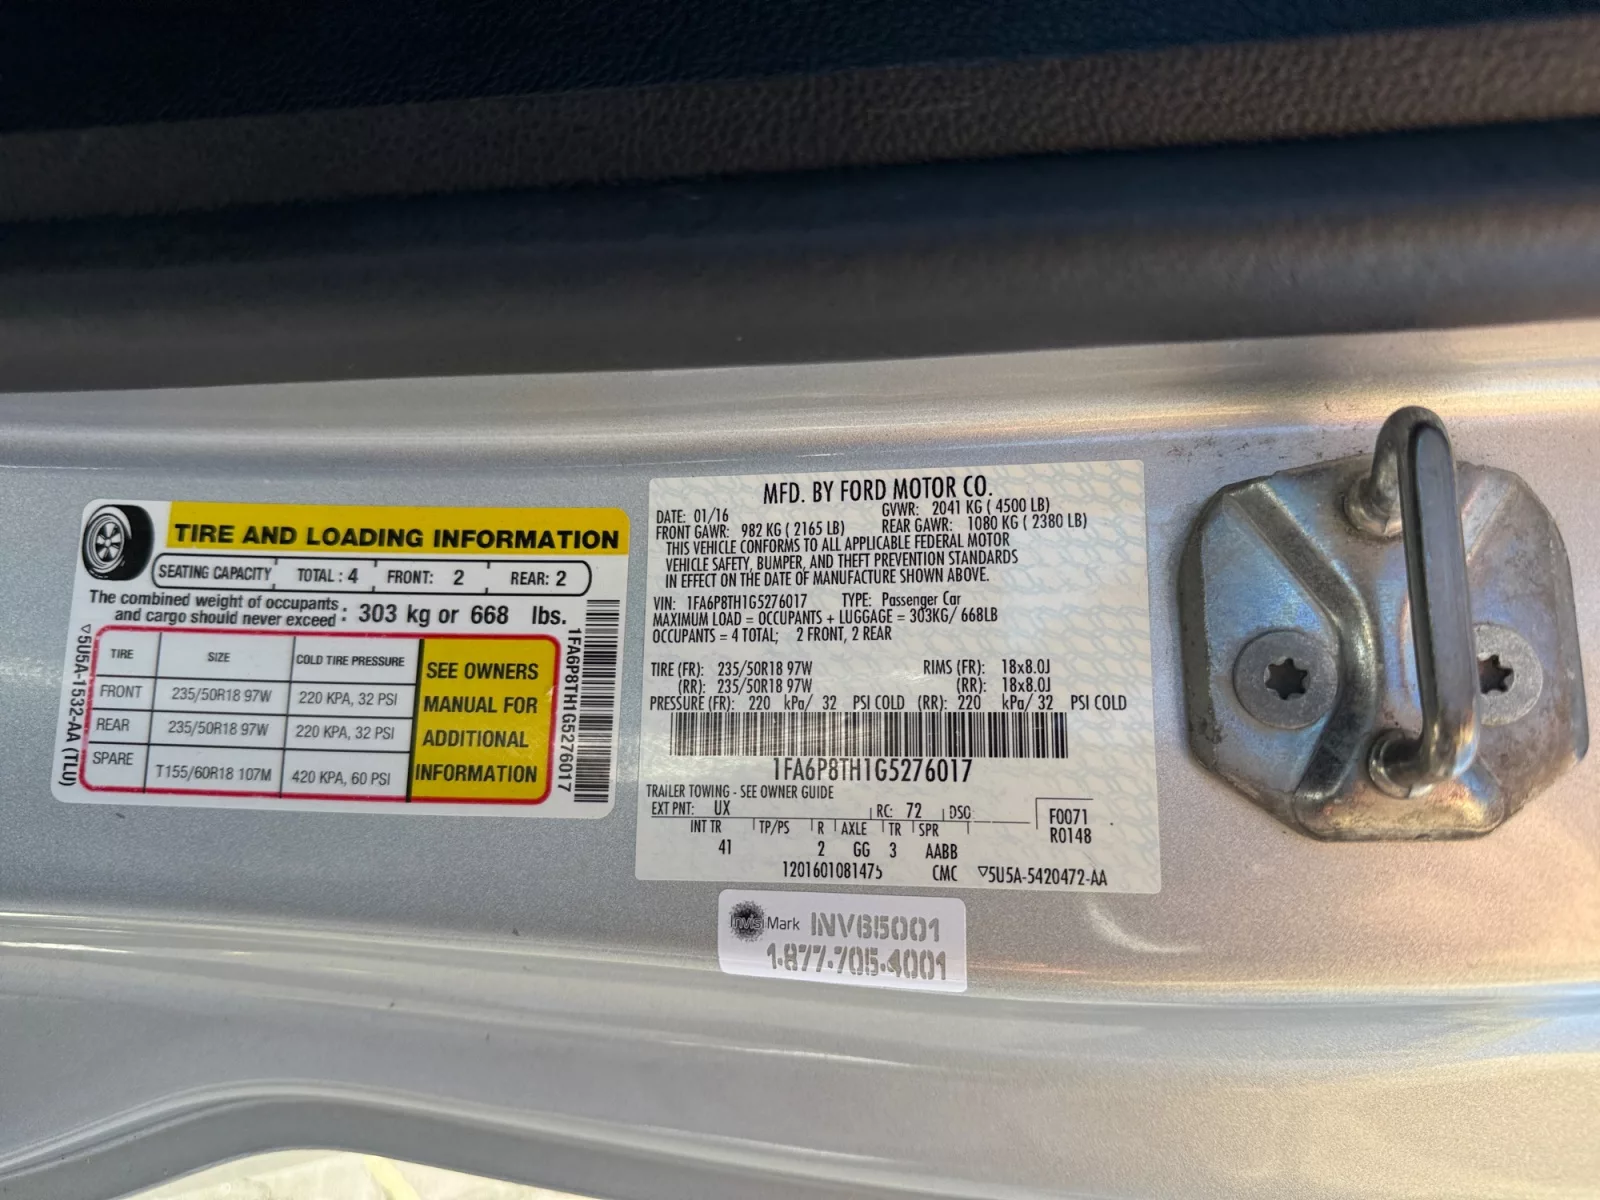 TIRE AND LOADING INFORMATION
SEATING CAPACITY TOTAL : 4 FRONT: 2 REAR: 2
The combined weight of occupants
and cargo should never exceed : 303 kg or 668 lbs.
TIRE SIZE COLD TIRE PRESSURE
FRONT 235/50R18 97W 220 KPA, 32 PSI
REAR 235/50R18 97W 220 KPA, 32 PSI
SPARE T155/60R18 107M 420 KPA, 60 PSI
SEE OWNERS
MANUAL FOR
ADDITIONAL
INFORMATION
▽5U5A-1532-AA (TLU)
1FA6P8TH1G5276017
MFD. BY FORD MOTOR CO.
DATE: 01/16 GVWR: 2041 KG ( 4500 LB)
FRONT GAWR: 982 KG ( 2165 LB) REAR GAWR: 1080 KG ( 2380 LB)
THIS VEHICLE CONFORMS TO ALL APPLICABLE FEDERAL MOTOR
VEHICLE SAFETY, BUMPER, AND THEFT PREVENTION STANDARDS
IN EFFECT ON THE DATE OF MANUFACTURE SHOWN ABOVE.
VIN: 1FA6P8TH1G5276017 TYPE: Passenger Car
MAXIMUM LOAD = OCCUPANTS + LUGGAGE = 303KG/ 668LB
OCCUPANTS = 4 TOTAL; 2 FRONT, 2 REAR
TIRE (FR): 235/50R18 97W RIMS (FR): 18x8.0J
(RR): 235/50R18 97W (RR): 18x8.0J
PRESSURE (FR): 220 kPa/ 32 PSI COLD (RR): 220 kPa/ 32 PSI COLD
1FA6P8TH1G5276017
TRAILER TOWING - SEE OWNER GUIDE
EXT PNT: UX RC: 72 DSO:
F0071
R0148
INT TR TP/PS R AXLE TR SPR
41 2 GG 3 AABB
1201601081475 CMC ▽5U5A-5420472-AA
InvisiMark INV65001
1-877-705-4001